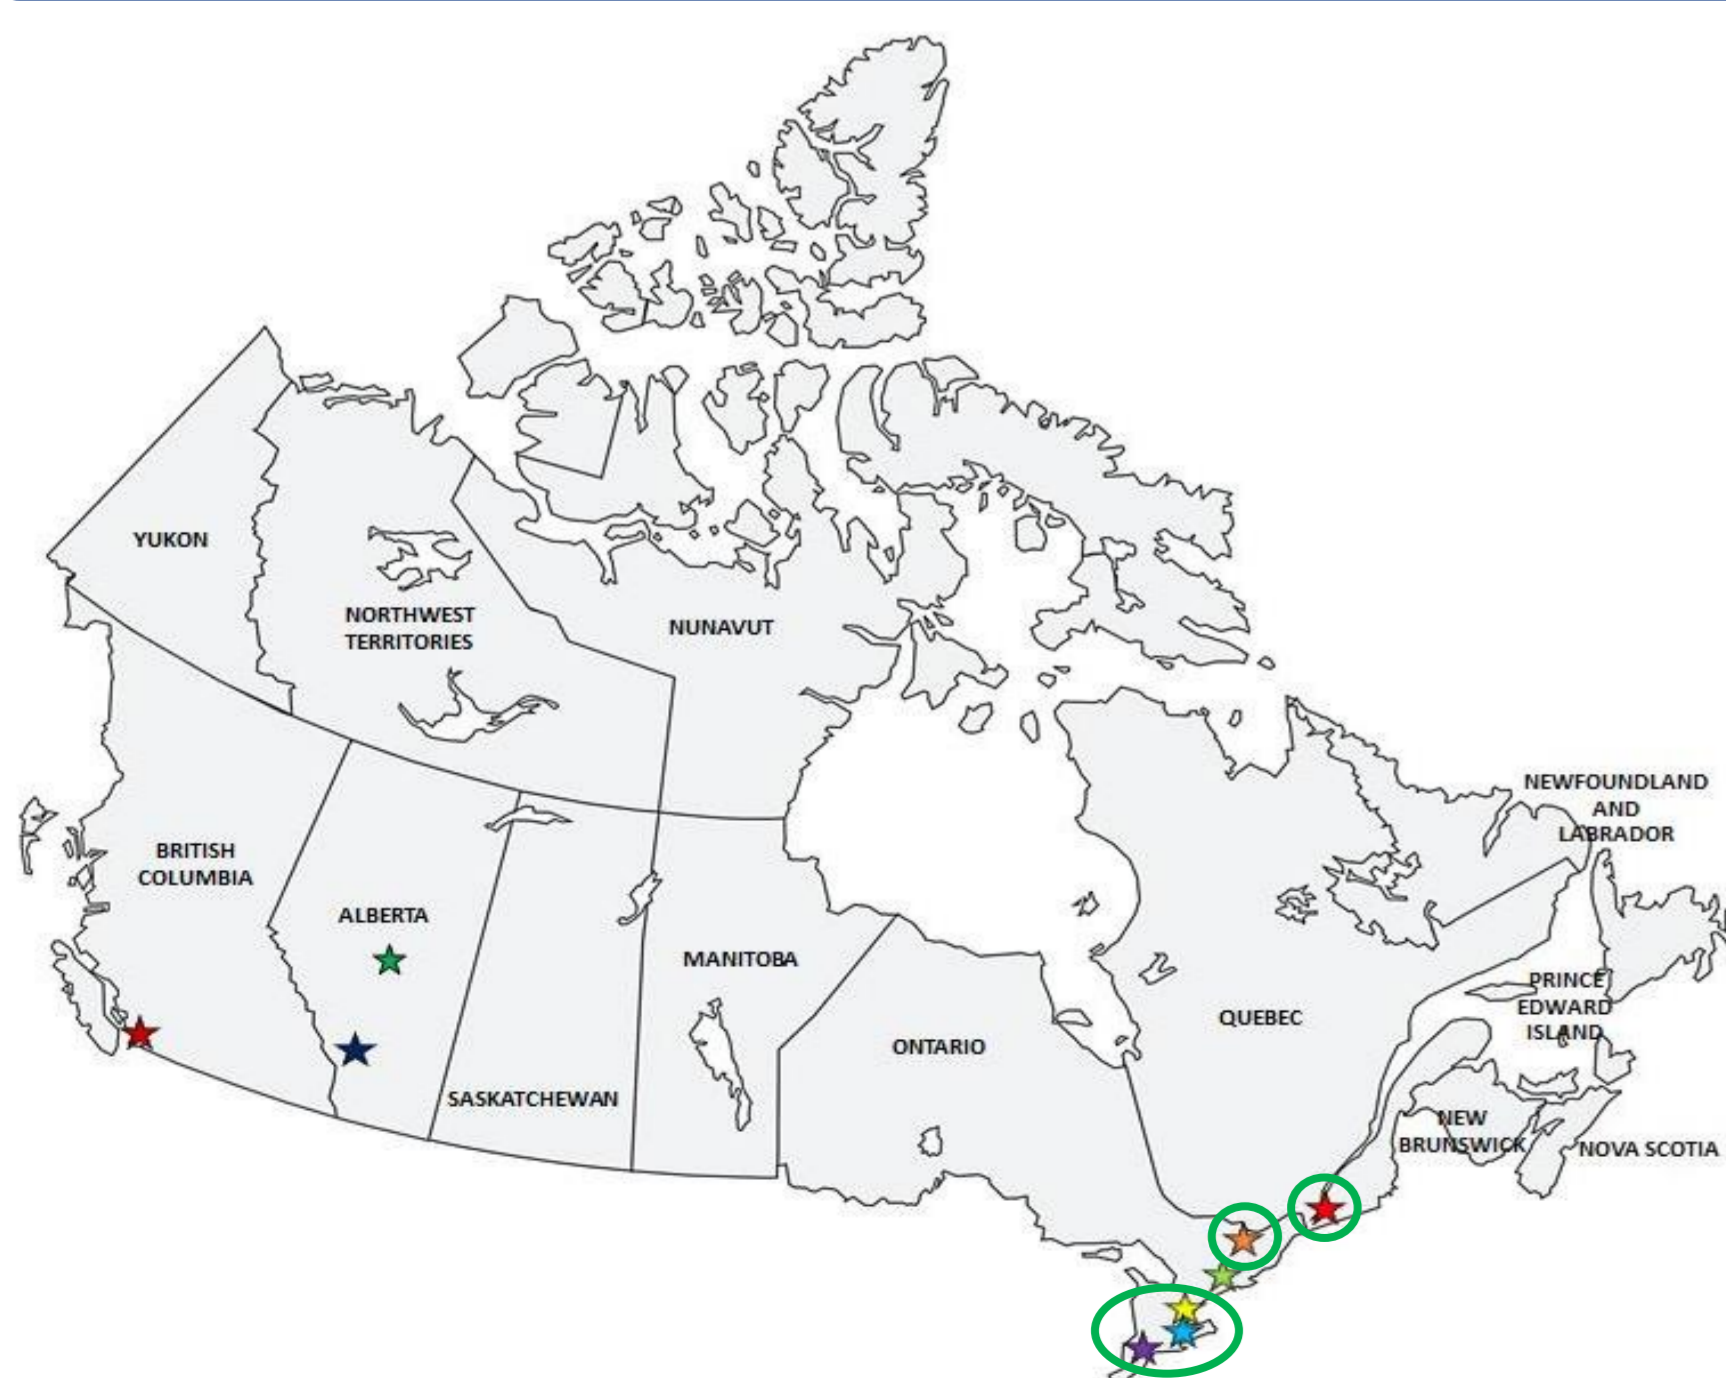 YUKON
NORTHWEST
TERRITORIES
NUNAVUT
NEWFOUNDLAND
AND
LABRADOR
BRITISH
COLUMBIA
ALBERTA
MANITOBA
PRINCE
EDWARD
ISLAND
QUEBEC
ONTARIO
SASKATCHEWAN
NEW
BRUNSWICK
NOVA SCOTIA